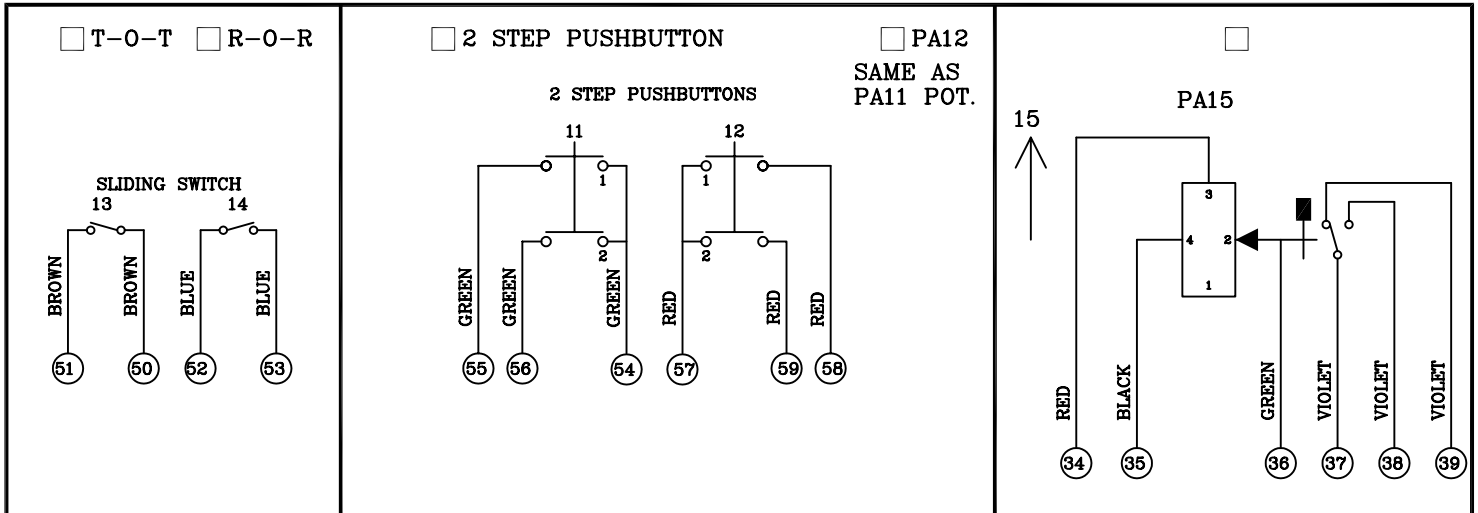 T-O-T R-O-R
SLIDING SWITCH
13 14
BROWN BROWN BLUE BLUE
51 50 52 53
2 STEP PUSHBUTTON PA12
SAME AS
PA11 POT.
2 STEP PUSHBUTTONS
11 12
1 1
2 2
GREEN GREEN GREEN RED RED RED
55 56 54 57 59 58
PA15
15
3
4 2
1
RED BLACK GREEN VIOLET VIOLET VIOLET
34 35 36 37 38 39